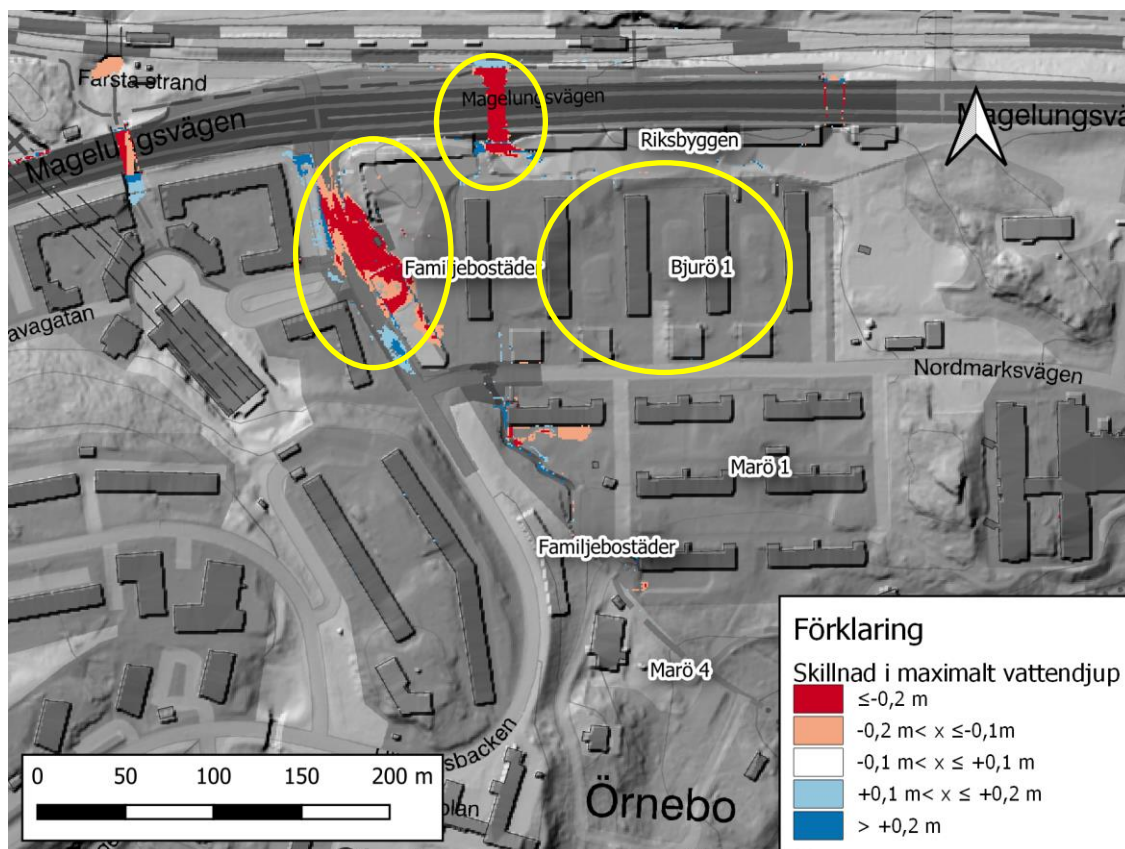 Farsta strand
Magelungsvägen
Magelungsvägen
Magelungsvä
Riksbyggen
Familjebostäder
Bjurö 1
avagatan
Nordmarksvägen
Marö 1
Familjebostäder
Marö 4
sbacken
plan
Örnebo
0 50 100 150 200 m
Förklaring
Skillnad i maximalt vattendjup
≤-0,2 m
-0,2 m< x ≤-0,1m
-0,1 m< x ≤ +0,1 m
+0,1 m< x ≤ +0,2 m
> +0,2 m